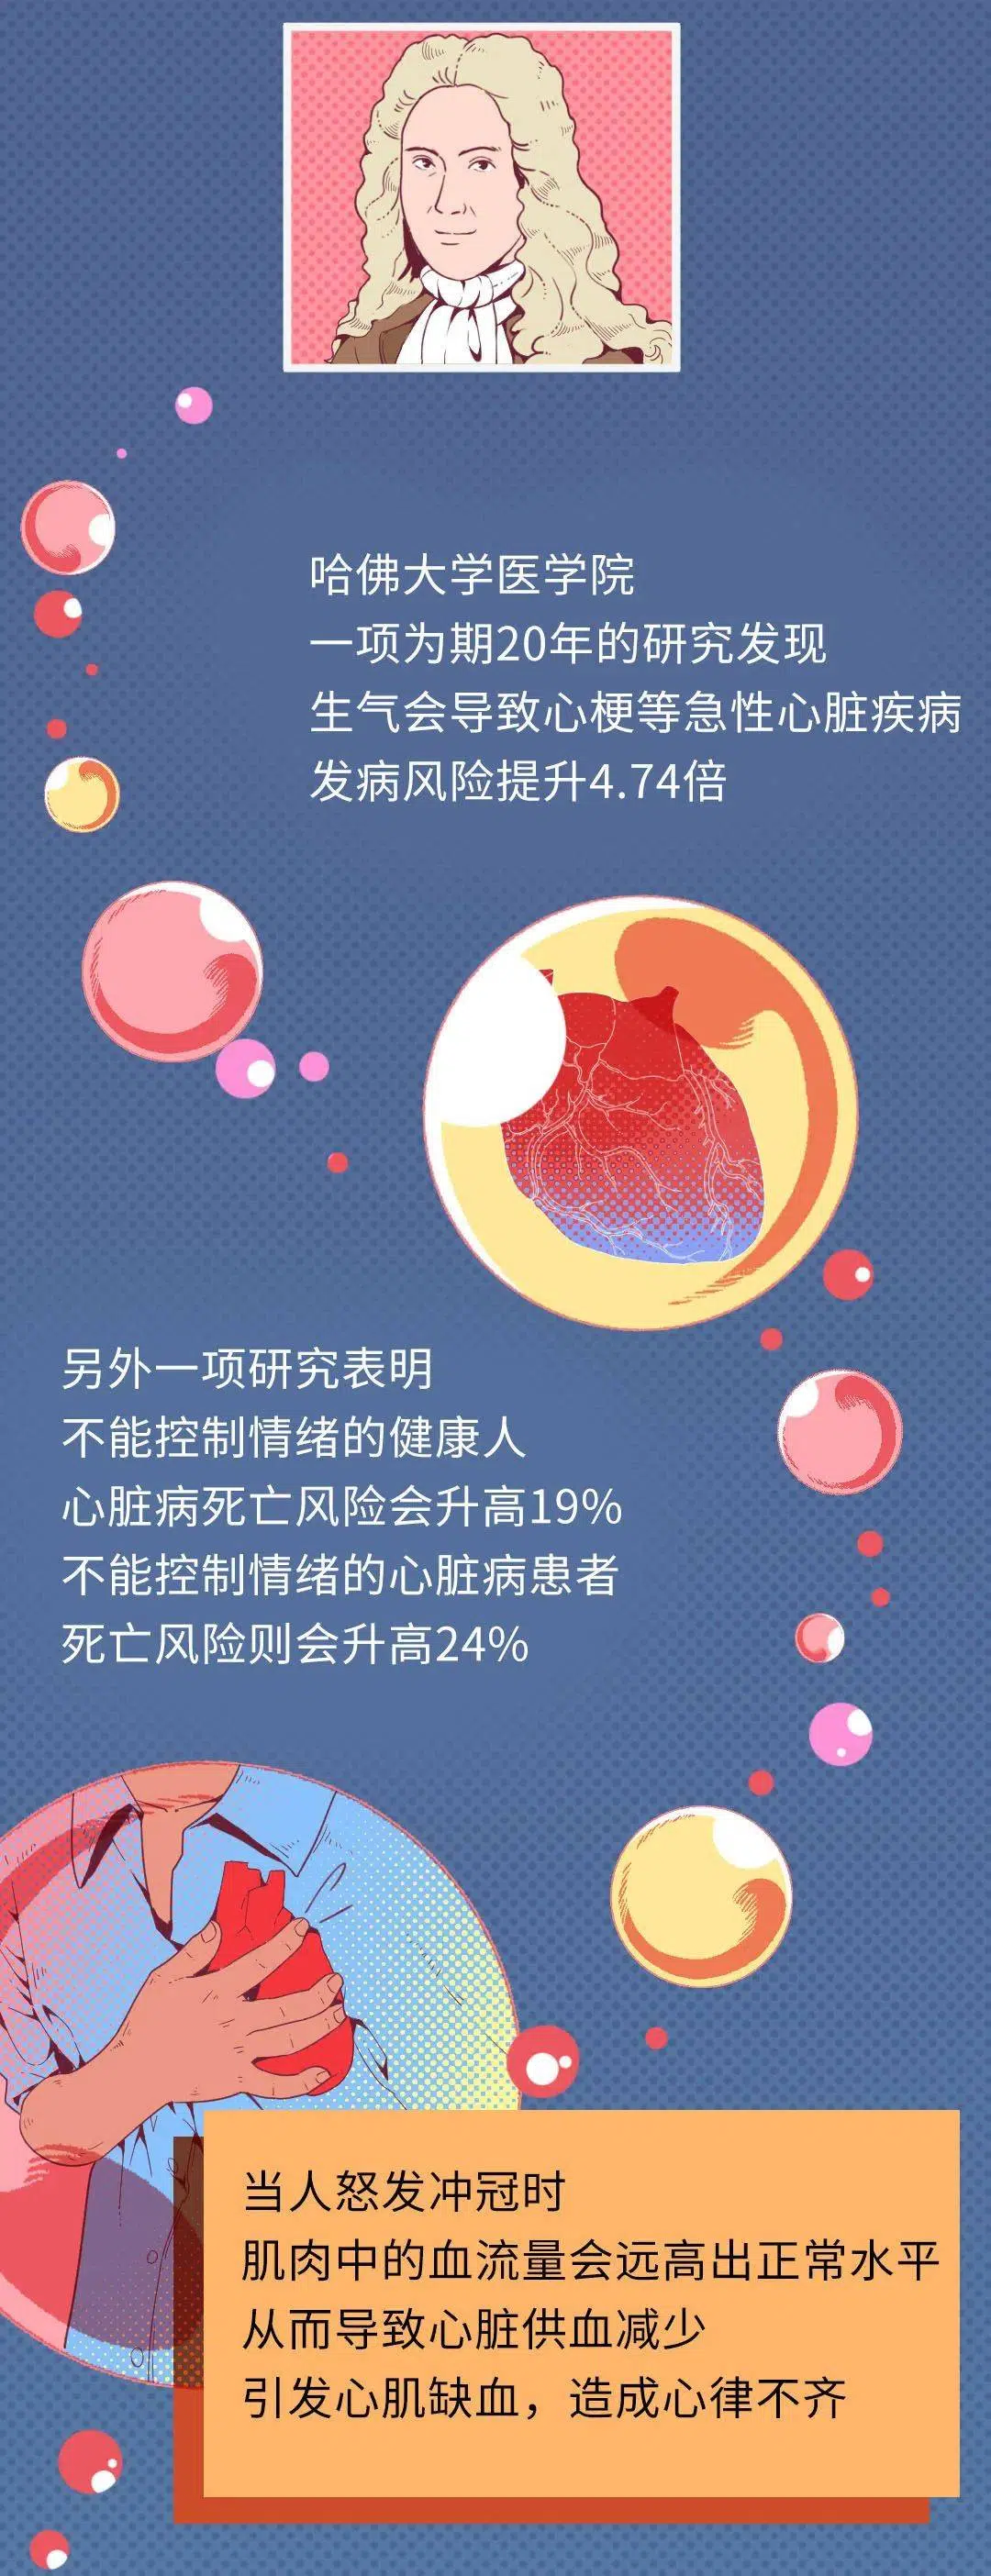 哈佛大学医学院
一项为期20年的研究发现
生气会导致心梗等急性心脏疾病
发病风险提升4.74倍
另外一项研究表明
不能控制情绪的健康人
心脏病死亡风险会升高19%
不能控制情绪的心脏病患者
死亡风险则会升高24%
当人怒发冲冠时
肌肉中的血流量会远高出正常水平
从而导致心脏供血减少
引发心肌缺血，造成心律不齐